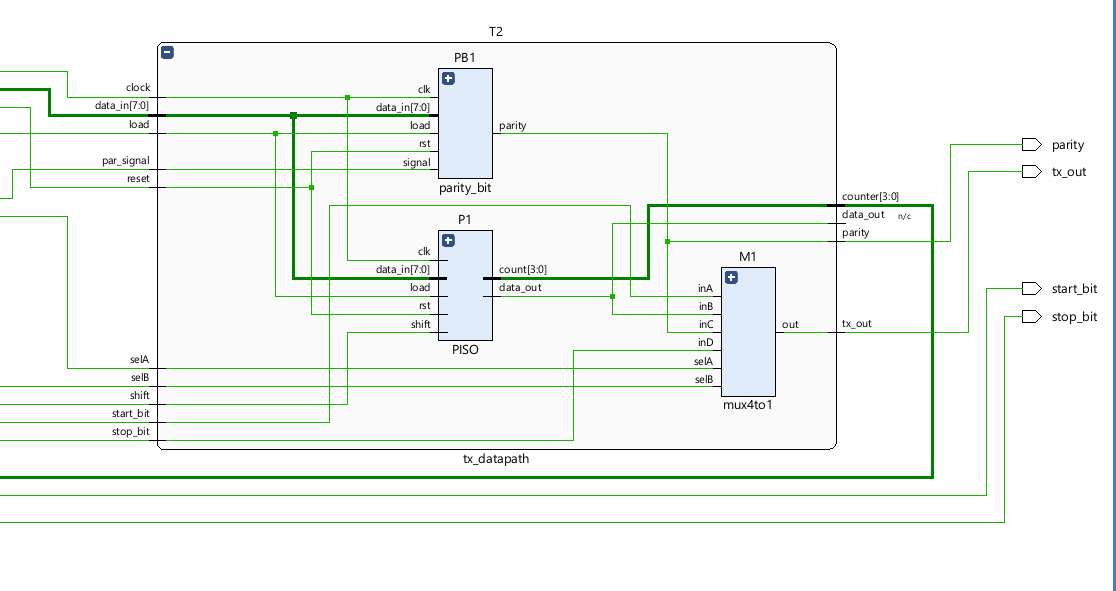 T2
PB1
clock
clk
data_in[7:0]
data_in[7:0]
load
load
parity
rst
par_signal
signal
reset
parity_bit
parity
tx_out
counter[3:0]
data_out n/c
parity
P1
clk
data_in[7:0]
count[3:0]
load
data_out
rst
shift
PISO
M1
inA
inB
inC
out
tx_out
inD
selA
selB
mux4to1
start_bit
stop_bit
selA
selB
shift
start_bit
stop_bit
tx_datapath